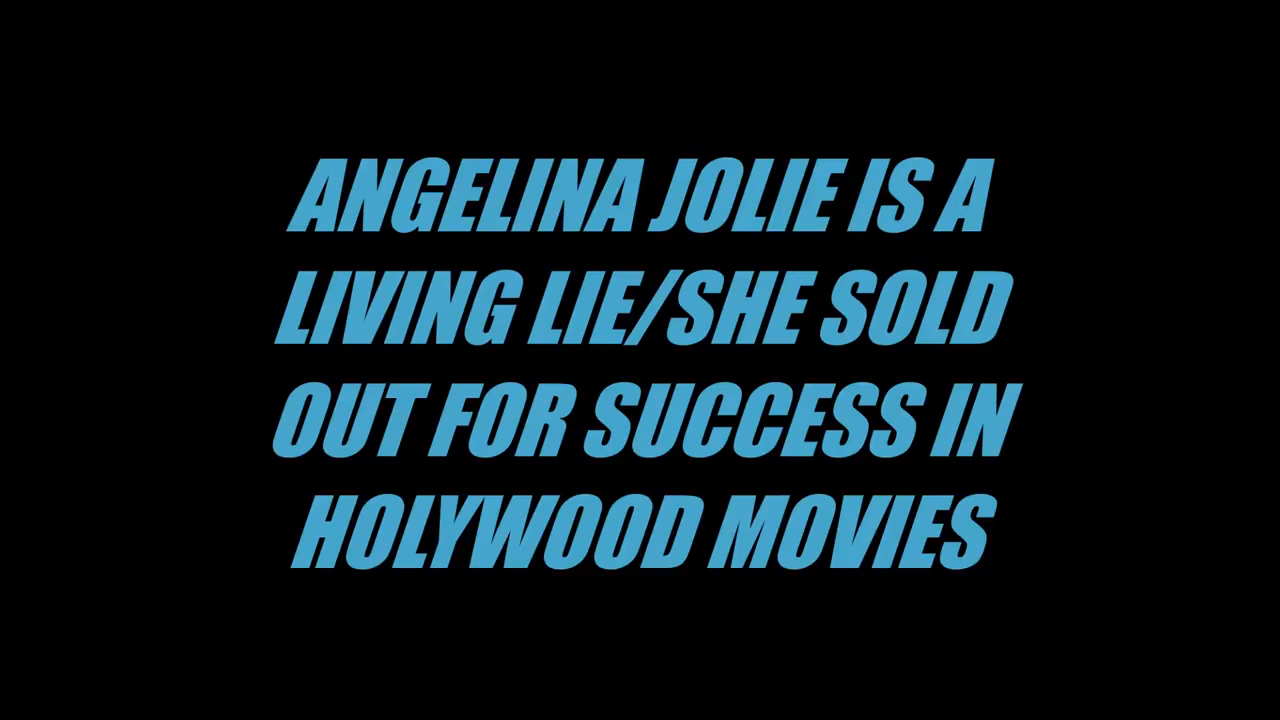 ANGELINA JOLIE IS A
LIVING LIE/SHE SOLD
OUT FOR SUCCESS IN
HOLYWOOD MOVIES